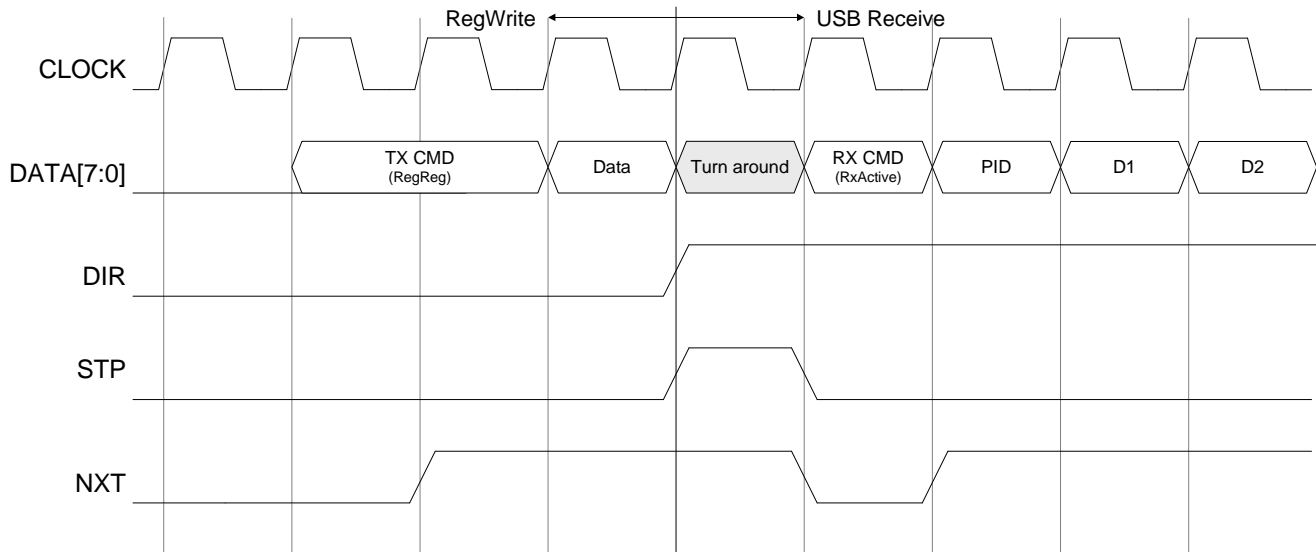 RegWrite USB Receive
CLOCK
DATA[7:0] TX CMD Data Turn around RX CMD PID D1 D2
(RegReg) (RxActive)
DIR
STP
NXT